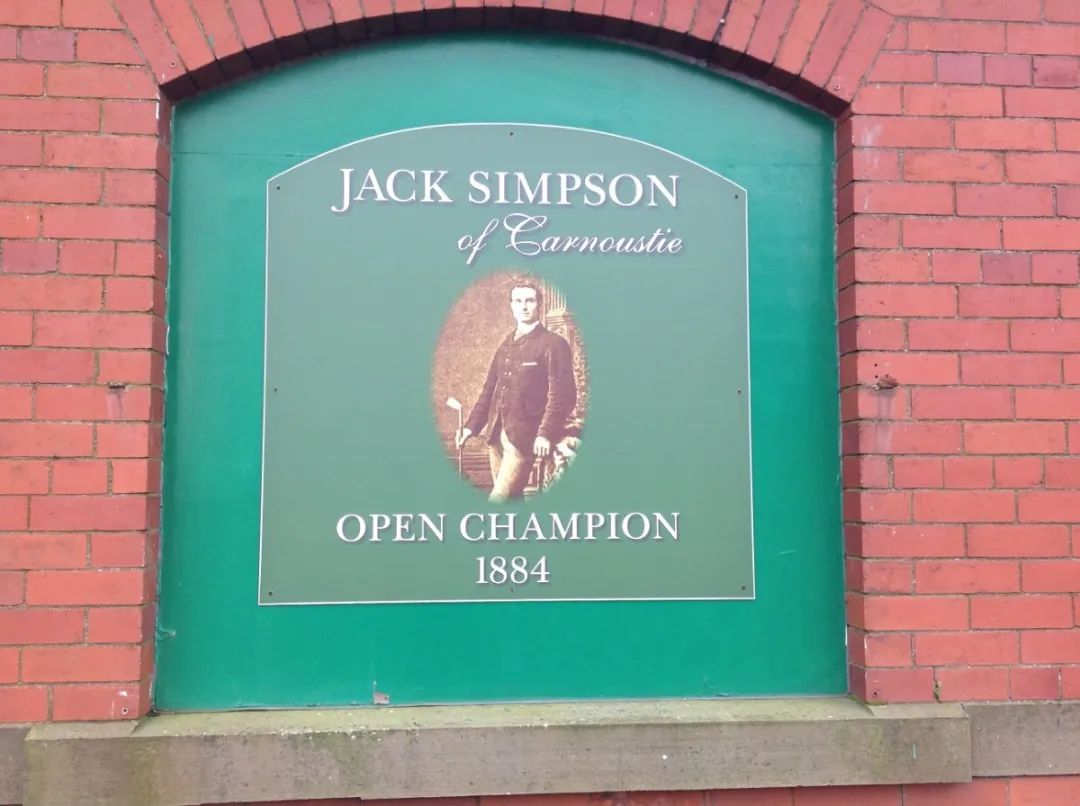 JACK SIMPSON
of Carnoustie
OPEN CHAMPION
1884